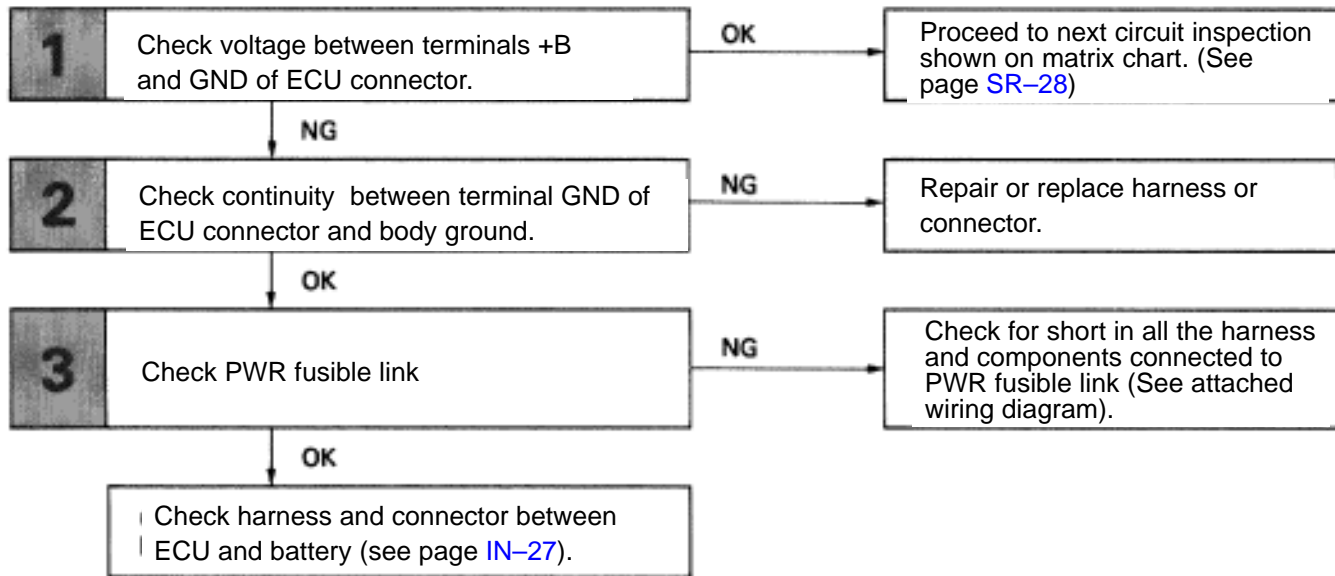 1
Check voltage between terminals +B
and GND of ECU connector.
OK
Proceed to next circuit inspection
shown on matrix chart. (See
page SR–28)
NG
2
Check continuity between terminal GND of
ECU connector and body ground.
NG
Repair or replace harness or
connector.
OK
3
Check PWR fusible link
NG
Check for short in all the harness
and components connected to
PWR fusible link (See attached
wiring diagram).
OK
Check harness and connector between
ECU and battery (see page IN–27).